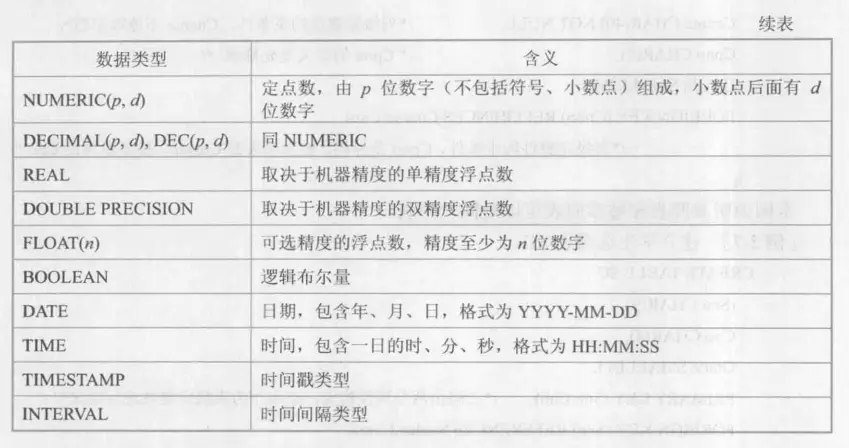 续表
数据类型 含义
NUMERIC(p, d) 定点数，由 p 位数字（不包括符号、小数点）组成，小数点后面有 d
位数字
DECIMAL(p, d), DEC(p, d) 同 NUMERIC
REAL 取决于机器精度的单精度浮点数
DOUBLE PRECISION 取决于机器精度的双精度浮点数
FLOAT(n) 可选精度的浮点数，精度至少为 n 位数字
BOOLEAN 逻辑布尔量
DATE 日期，包含年、月、日，格式为 YYYY-MM-DD
TIME 时间，包含一日的时、分、秒，格式为 HH:MM:SS
TIMESTAMP 时间戳类型
INTERVAL 时间间隔类型